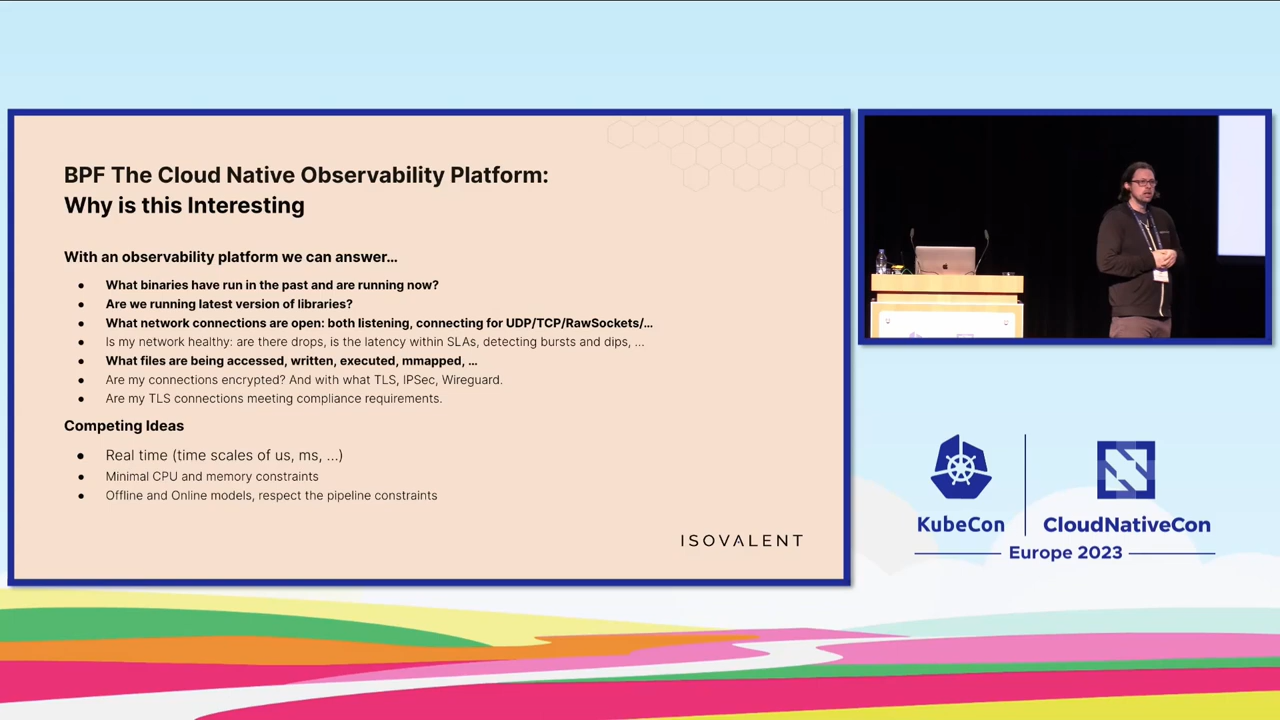 BPF The Cloud Native Observability Platform:
Why is this Interesting
With an observability platform we can answer…
● What binaries have run in the past and are running now?
● Are we running latest version of libraries?
● What network connections are open: both listening, connecting for UDP/TCP/RawSockets/…
● Is my network healthy: are there drops, is the latency within SLAs, detecting bursts and dips, …
● What files are being accessed, written, executed, mmapped, …
● Are my connections encrypted? And with what TLS, IPSec, Wireguard.
● Are my TLS connections meeting compliance requirements.
Competing Ideas
● Real time (time scales of us, ms, …)
● Minimal CPU and memory constraints
● Offline and Online models, respect the pipeline constraints
ISOVALENT
KubeCon
CloudNativeCon
Europe 2023